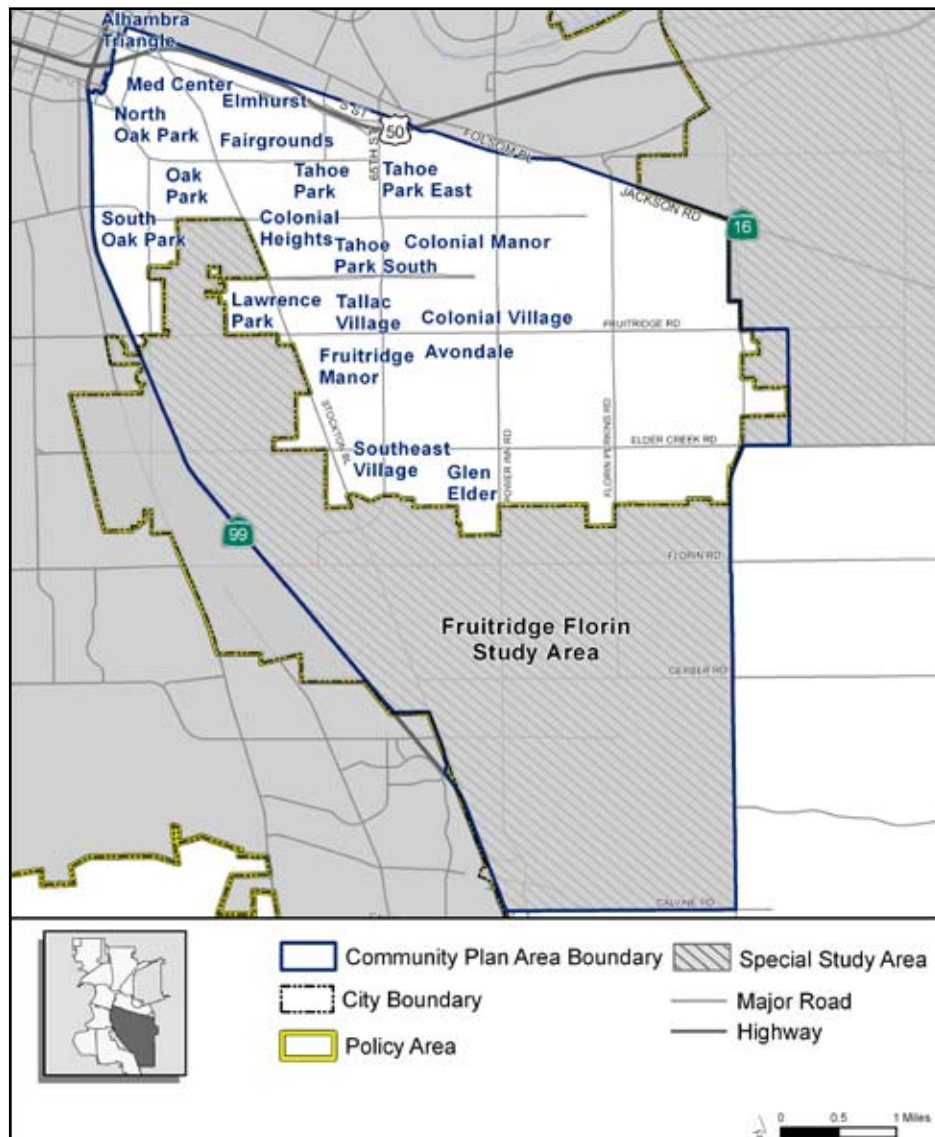 Alhambra
Triangle
Med Center
Elmhurst
S ST
50
FOLSOM BL
North
Oak Park
Fairgrounds
65TH ST
Oak
Park
Tahoe
Park
Tahoe
Park East
JACKSON RD
16
South
Oak Park
Colonial
Heights
Tahoe
Park South
Colonial Manor
Lawrence
Park
Tallac
Village
Colonial Village
FRUITRIDGE RD
Fruitridge
Manor
Avondale
STOCKTON BL
POWER INN RD
FLORIN PERKINS RD
ELDER CREEK RD
Southeast
Village
Glen
Elder
99
FLORIN RD
Fruitridge Florin
Study Area
GERBER RD
CALVINE RD
Community Plan Area Boundary
Special Study Area
City Boundary
Major Road
Highway
Policy Area
0 0.5 1 Miles